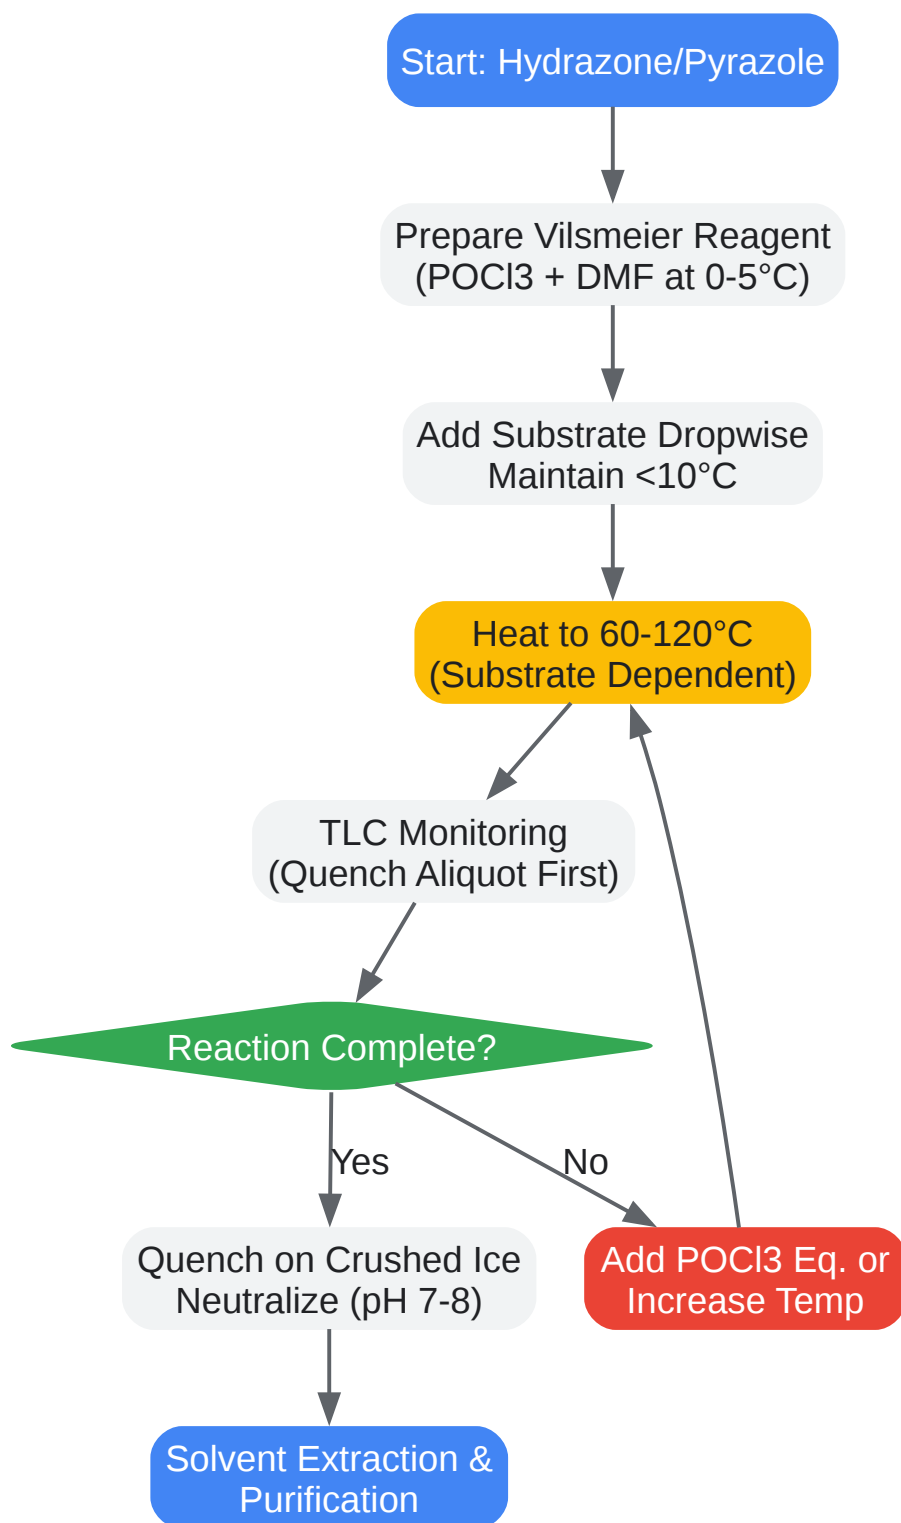 Start: Hydrazone/Pyrazole
Prepare Vilsmeier Reagent
(POCl3 + DMF at 0-5°C)
Add Substrate Dropwise
Maintain <10°C
Heat to 60-120°C
(Substrate Dependent)
TLC Monitoring
(Quench Aliquot First)
Reaction Complete?
Yes
No
Quench on Crushed Ice
Neutralize (pH 7-8)
Add POCl3 Eq. or
Increase Temp
Solvent Extraction &
Purification